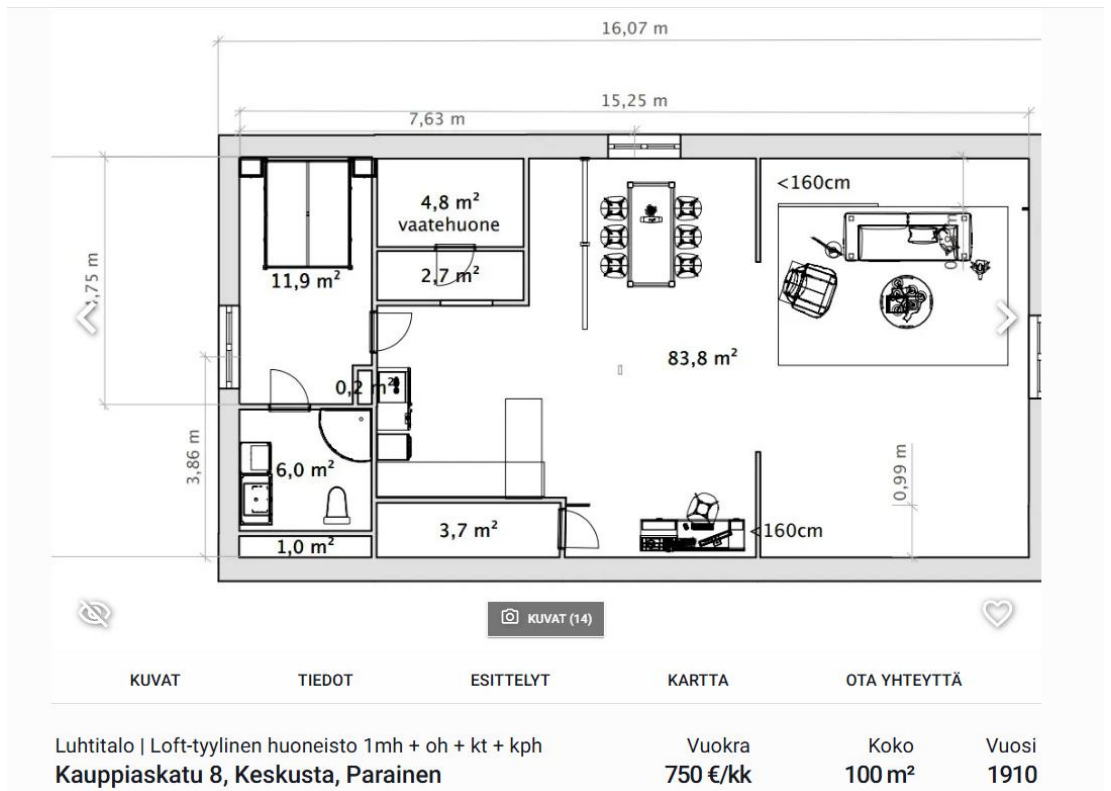 16,07 m
15,25 m
7,63 m
<160cm
4,8 m²
vaatehuone
11,9 m²
2,7 m²
83,8 m²
0,2 m²
3,86 m
6,0 m²
0,99 m
3,7 m²
<160cm
1,0 m²
KUVAT (14)
KUVAT TIEDOT ESITTELYT KARTTA OTA YHTEYTTÄ
Luhtitalo | Loft-tyylinen huoneisto 1mh + oh + kt + kph Vuokra Koko Vuosi
Kauppiaskatu 8, Keskusta, Parainen 750 €/kk 100 m² 1910